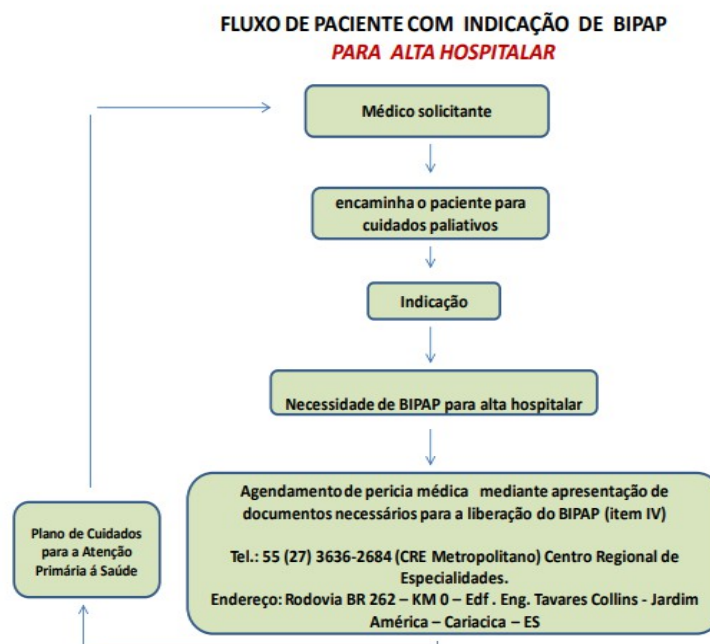 FLUXO DE PACIENTE COM INDICAÇÃO DE BIPAP
PARA ALTA HOSPITALAR
Médico solicitante
encaminha o paciente para
cuidados paliativos
Indicação
Necessidade de BIPAP para alta hospitalar
Agendamento de pericia médica mediante apresentação de
documentos necessários para a liberação do BIPAP (item IV)
Tel.: 55 (27) 3636-2684 (CRE Metropolitano) Centro Regional de
Especialidades.
Endereço: Rodovia BR 262 – KM 0 – Edf . Eng. Tavares Collins - Jardim
América – Cariacica – ES
Plano de Cuidados
para a Atenção
Primária á Saúde